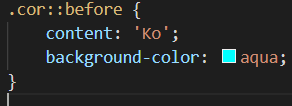 .cor::before {
    content: 'Ko';
    background-color: aqua;
}